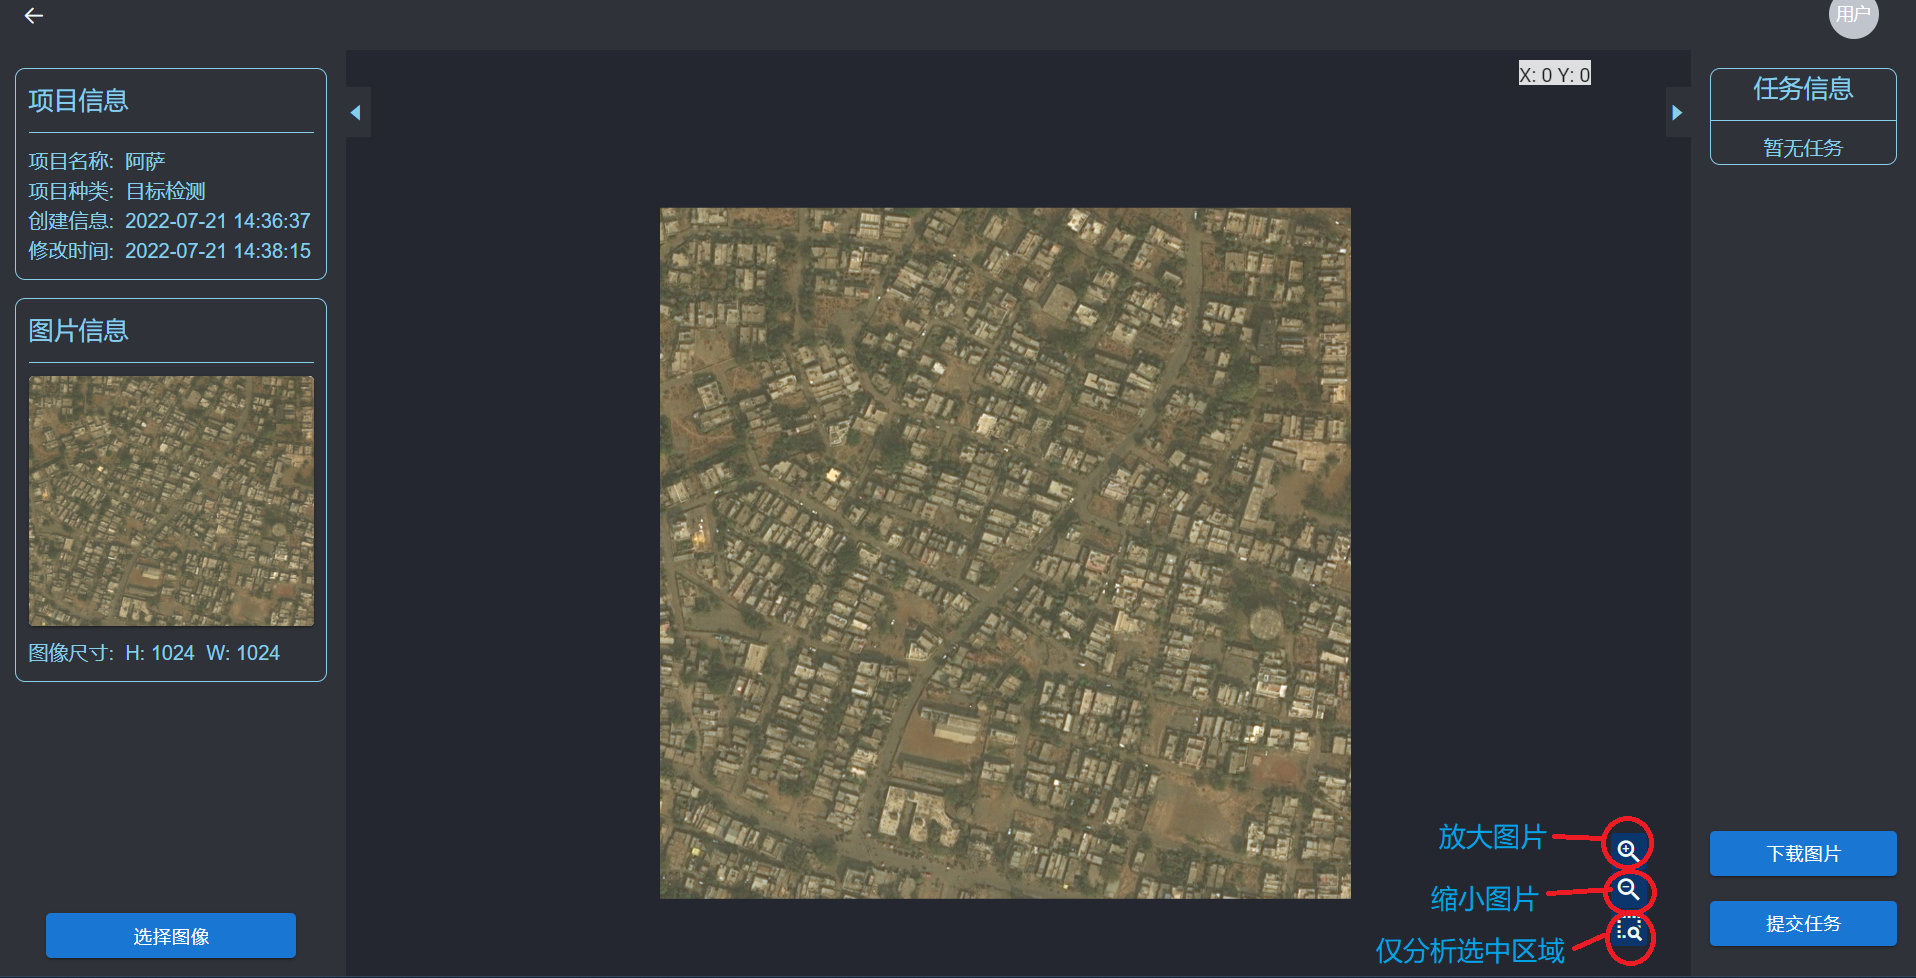 用户
项目信息
项目名称: 阿萨
项目种类: 目标检测
创建信息: 2022-07-21 14:36:37
修改时间: 2022-07-21 14:38:15
图片信息
图像尺寸: H: 1024 W: 1024
选择图像
X: 0 Y: 0
放大图片
缩小图片
仅分析选中区域
任务信息
暂无任务
下载图片
提交任务